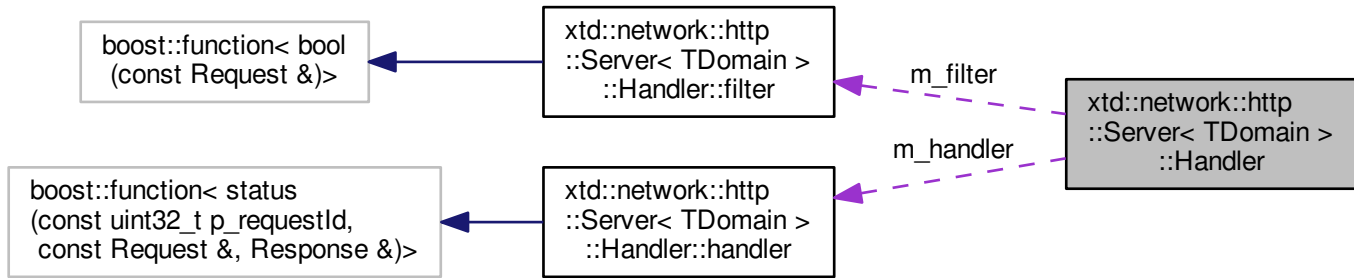 boost::function< bool
(const Request &)>
xtd::network::http
::Server< TDomain >
::Handler::filter
m_filter
xtd::network::http
::Server< TDomain >
::Handler
m_handler
boost::function< status
(const uint32_t p_requestId,
const Request &, Response &)>
xtd::network::http
::Server< TDomain >
::Handler::handler